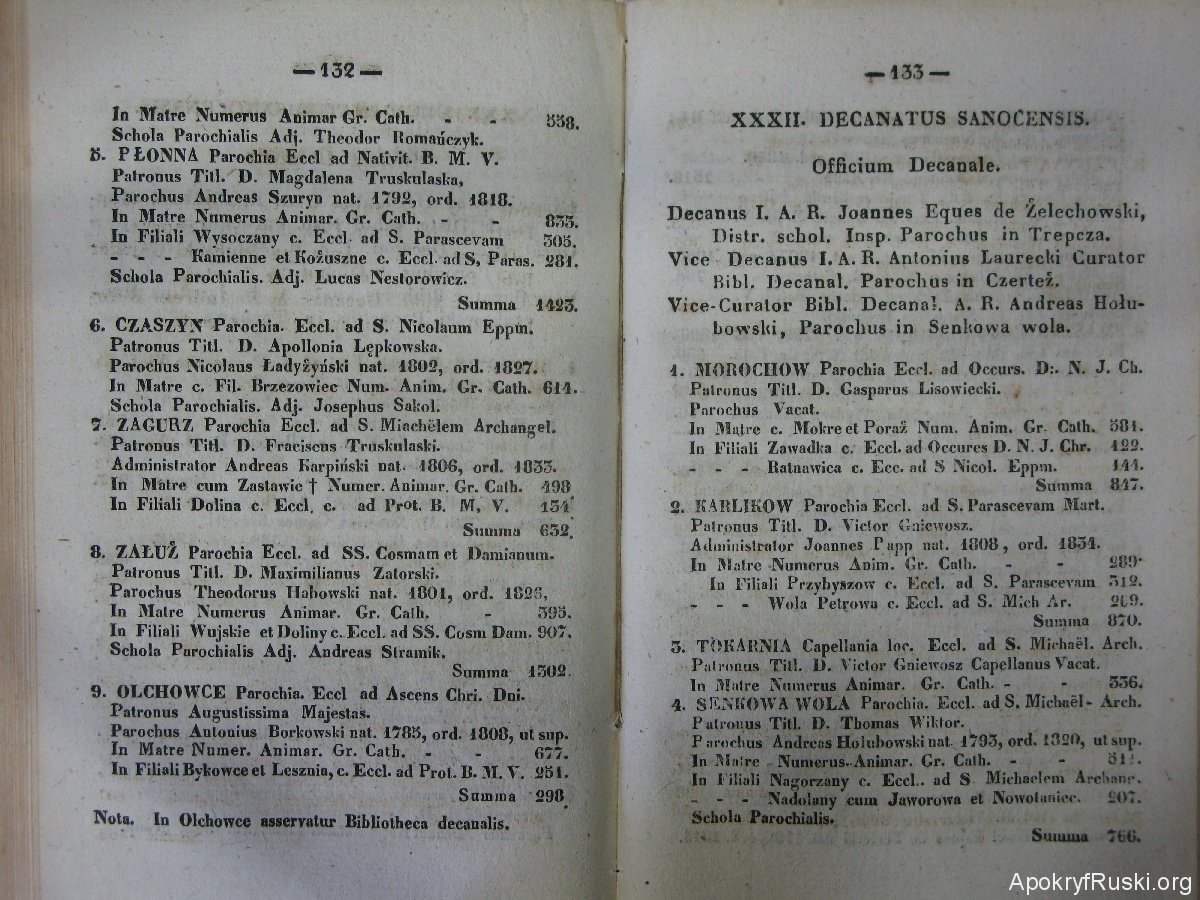 — 132 —
In Matre Numerus Animar Gr. Cath. - - 558.
Schola Parochialis Adj. Theodor Romańczyk.
5. PŁONNA Parochia Eccl ad Nativit. B. M. V.
Patronus Titl. D. Magdalena Truskulaska,
Parochus Andreas Szuryn nat. 1792, ord. 1818.
In Matre Numerus Animar. Gr. Cath. - - 835.
In Filiali Wysoczany c. Eccl ad S. Parascevam 305.
- - - Kamienne et Kożuszne c. Eccl. ad S, Paras. 281.
Schola Parochialis. Adj. Lucas Nestorowicz.
Summa 1423.
6. CZASZYN Parochia. Eccl. ad S. Nicolaum Eppm.
Patronus Titl. D. Apollonia Lępkowska.
Parochus Nicolaus Ładyżyński nat. 1802, ord. 1827.
In Matre c. Fil. Brzezowiec Num. Anim. Gr. Cath. 614.
Schola Parochialis. Adj. Josephus Sakol.
7. ZAGURZ Parochia Eccl. ad S. Miachëlem Archangel.
Patronus Titl. D. Fraciscus Truskulaski.
Administrator Andreas Karpiński nat. 1806, ord. 1833.
In Matre cum Zastawie † Numer. Animar. Gr. Cath. 498
In Filiali Dolina c. Eccl. c. ad Prot. B. M, V. 134
Summa 632.
8. ZAŁUŻ Parochia Eccl. ad SS. Cosmam et Damianum.
Patronus Titl. D. Maximilianus Zatorski.
Parochus Theodorus Habowski nat. 1801, ord. 1826,
In Matre Numerus Animar. Gr. Cath. - 395.
In Filiali Wujskie et Doliny c. Eccl. ad SS. Cosm Dam. 907.
Schola Parochialis Adj. Andreas Stramik.
Summa 1302.
9. OLCHOWCE Parochia. Eccl ad Ascens Chri. Dni.
Patronus Augustissima Majestas.
Parochus Antonius Borkowski nat. 1785, ord. 1808, ut sup.
In Matre Numer. Animar. Gr. Cath. - - 677.
In Filiali Bykowce et Lesznia, c. Eccl. ad Prot. B. M. V. 251.
Summa 298
Nota. In Olchowce asservatur Bibliotheca decanalis.
— 133 —
XXXII. DECANATUS SANOCENSIS.
Officium Decanale.
Decanus I. A. R. Joannes Eques de Żelechowski,
Distr. schol. Insp. Parochus in Trepcza.
Vice Decanus I. A. R. Antonius Laurecki Curator
Bibl. Decanal. Parochus in Czerteż.
Vice-Curator Bibl. Decanal. A. R. Andreas Hołu-
bowski, Parochus in Senkowa wola.
1. MOROCHOW Parochia Eccl. ad Occurs. D:. N. J. Ch.
Patronus Titl. D. Gasparus Lisowiecki.
Parochus Vacat.
In Matre c. Mokre et Poraż Num. Anim. Gr. Cath. 581.
In Filiali Zawadka c. Eccl. ad Occures D. N. J. Chr. 122.
- - - Ratnawica c. Ecc. ad S Nicol. Eppm. 144.
Summa 847.
2. KARLIKOW Parochia Eccl. ad S. Parascevam Mart.
Patronus Titl. D. Victor Gniewosz.
Administrator Joannes Papp nat. 1808, ord. 1834.
In Matre Numerus Anim. Gr. Cath. - - 289
In Filiali Przybyszow c. Eccl. ad S. Parascevam 312.
- - - Wola Petrowa c. Eccl. ad S. Mich Ar. 269.
Summa 870.
3. TOKARNIA Capellania loc. Eccl. ad S. Michaël. Arch.
Patronus Titl. D. Victor Gniewosz Capellanus Vacat.
In Matre Numerus Animar. Gr. Cath. - - 336.
4. SENKOWA WOLA Parochia. Eccl. ad S. Michaël- Arch.
Patronus Titl. D. Thomas Wiktor.
Parochus Andreas Hołubowski nat. 1793, ord. 1820, ut sup.
In Matre Numerus Animar. Gr. Cath. - -
In Filiali Nagorzany c. Eccl.. ad S Michaelem Archang.
- - - Nadolany cum Jaworowa et Nowotaniec. 207.
Schola Parochialis.
Summa 766.
ApokryfRuski.org